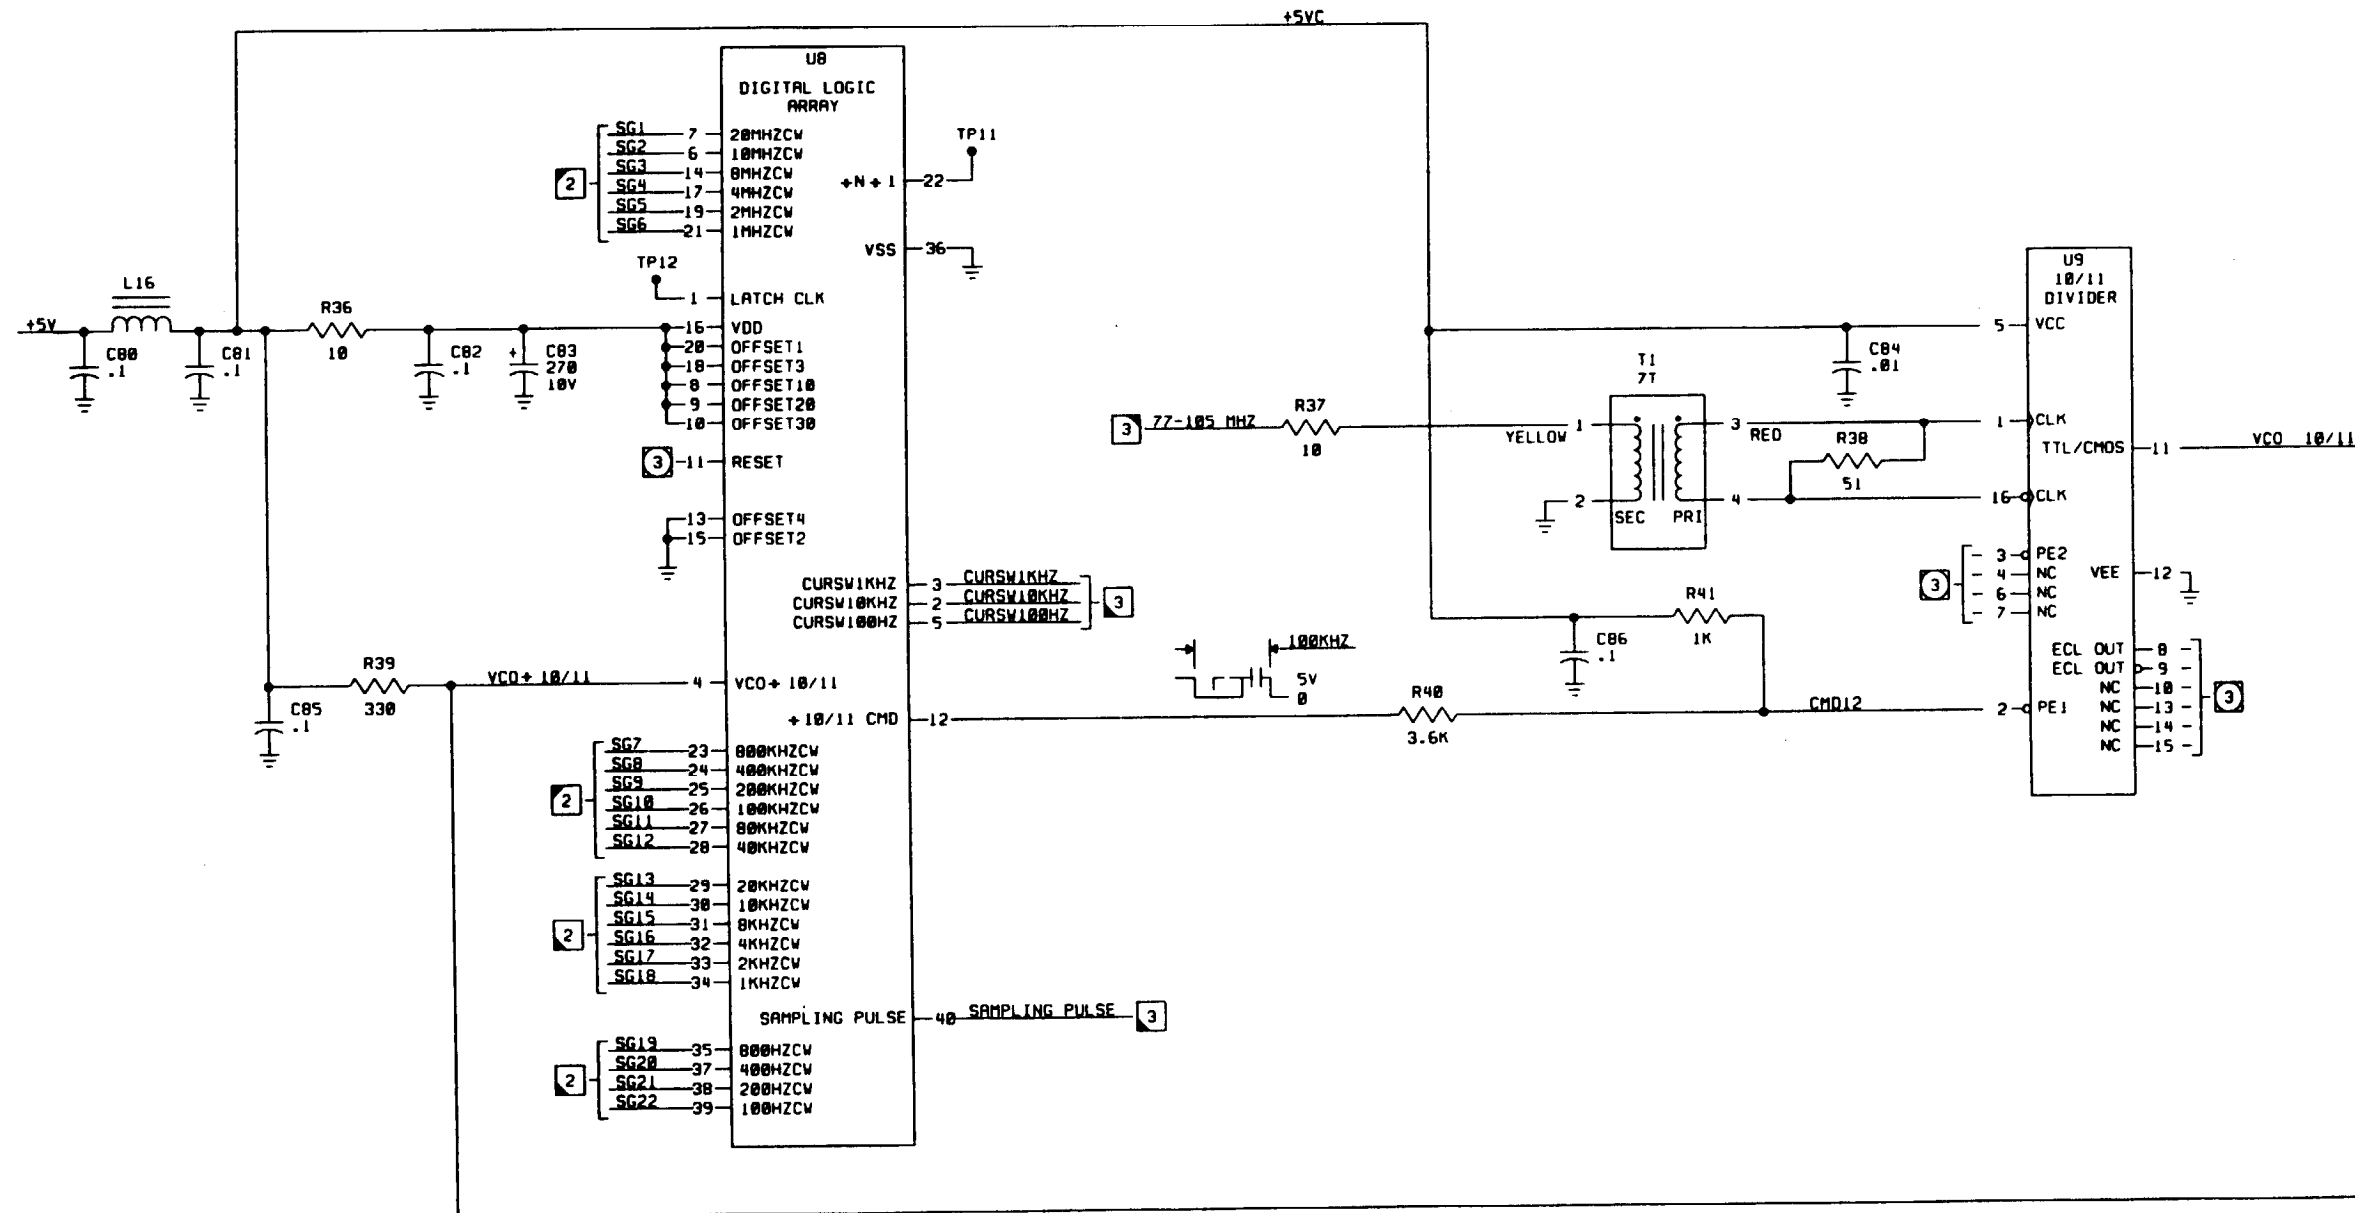 +5VC
U8
DIGITAL LOGIC
ARRAY
SG1 7 20MHZCW
SG2 6 10MHZCW
SG3 14 8MHZCW
SG4 17 4MHZCW
SG5 19 2MHZCW
SG6 21 1MHZCW
2
+N+1 22
TP11
VSS 36
TP12
1 LATCH CLK
16 VDD
20 OFFSET1
18 OFFSET3
8 OFFSET10
9 OFFSET20
10 OFFSET30
3 11 RESET
13 OFFSET4
15 OFFSET2
+5V
L16
C80
.1
C81
.1
R36
10
C82
.1
+ C83
270
10V
CURSW1KHZ 3 CURSW1KHZ
CURSW10KHZ 2 CURSW10KHZ
CURSW100HZ 5 CURSW100HZ
3
R39
330
C85
.1
VCO+ 10/11 4 VCO+ 10/11
+10/11 CMD 12
SG7 23 800KHZCW
SG8 24 400KHZCW
SG9 25 200KHZCW
SG10 26 100KHZCW
SG11 27 80KHZCW
SG12 28 40KHZCW
2
SG13 29 20KHZCW
SG14 30 10KHZCW
SG15 31 8KHZCW
SG16 32 4KHZCW
SG17 33 2KHZCW
SG18 34 1KHZCW
2
SAMPLING PULSE 40 SAMPLING PULSE 3
SG19 35 800HZCW
SG20 37 400HZCW
SG21 38 200HZCW
SG22 39 100HZCW
2
3 77-105 MHZ
R37
10
YELLOW 1
2
T1
7T
SEC PRI
3 RED
4
R38
51
C84
.01
100KHZ
5V
0
R40
3.6K
C86
.1
R41
1K
CMD12
U9
10/11
DIVIDER
5 VCC
1 CLK
16 CLK
TTL/CMOS 11
VCO 10/11
3 PE2
4 NC
6 NC
7 NC
3
VEE 12
2 PE1
ECL OUT 8
ECL OUT 9
NC 10
NC 13
NC 14
NC 15
3